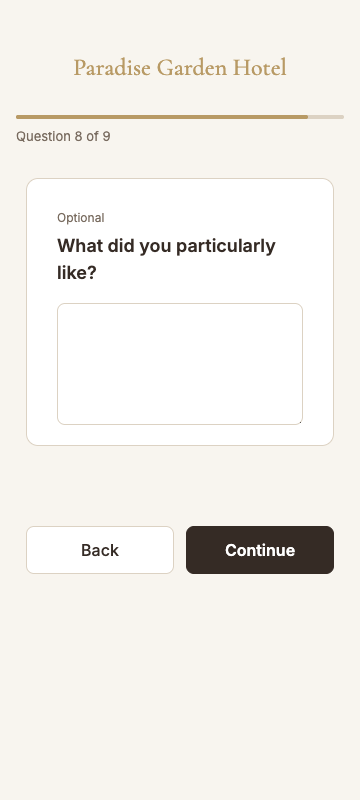 Paradise Garden Hotel
Question 8 of 9
Optional
What did you particularly
like?
Back
Continue